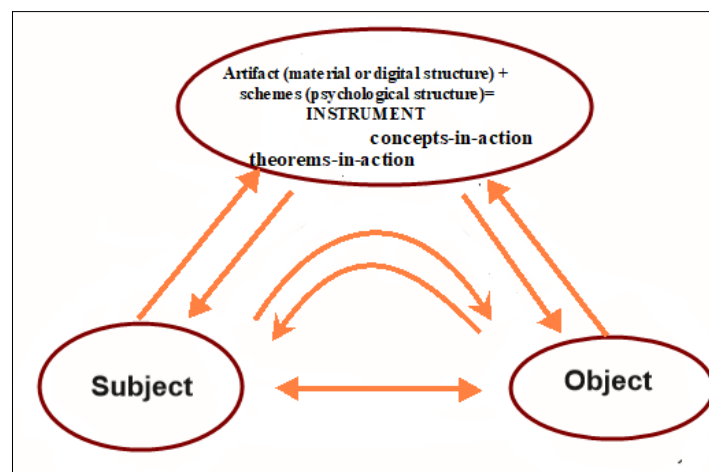 Artifact (material or digital structure) +
schemes (psychological structure)=
INSTRUMENT
concepts-in-action
theorems-in-action
Subject
Object